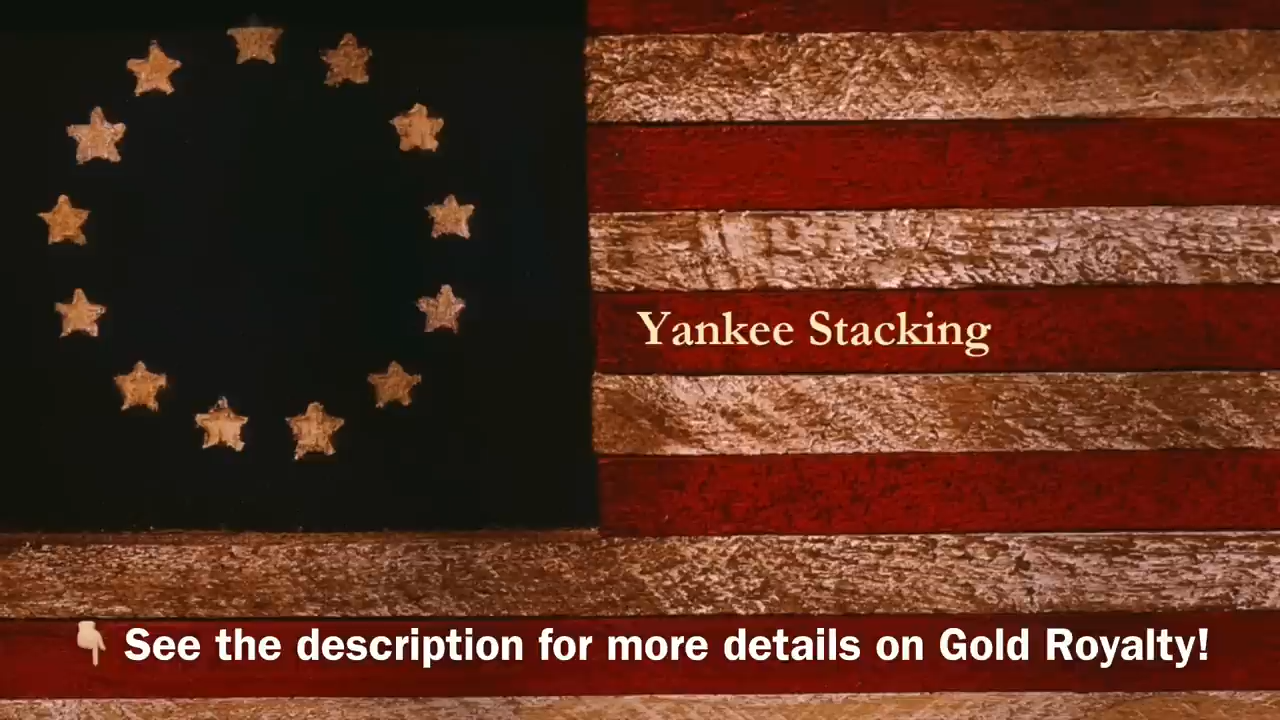 Yankee Stacking
👇 See the description for more details on Gold Royalty!